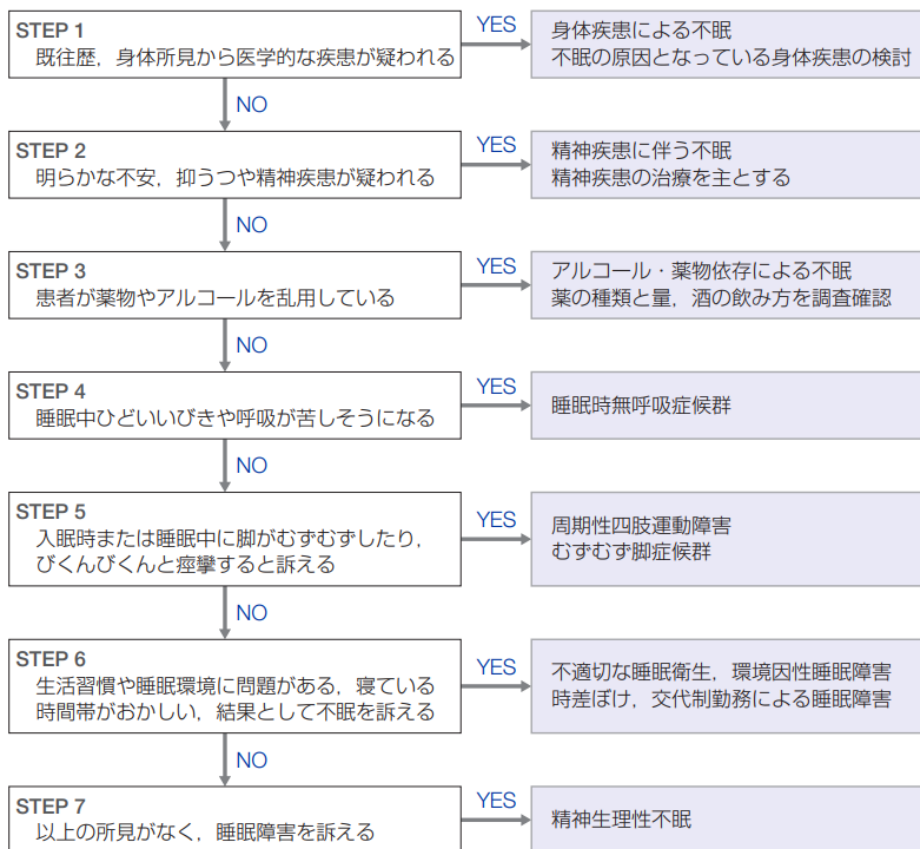 STEP 1
既往歴，身体所見から医学的な疾患が疑われる
YES
身体疾患による不眠
不眠の原因となっている身体疾患の検討
NO
STEP 2
明らかな不安，抑うつや精神疾患が疑われる
YES
精神疾患に伴う不眠
精神疾患の治療を主とする
NO
STEP 3
患者が薬物やアルコールを乱用している
YES
アルコール・薬物依存による不眠
薬の種類と量，酒の飲み方を調査確認
NO
STEP 4
睡眠中ひどいいびきや呼吸が苦しそうになる
YES
睡眠時無呼吸症候群
NO
STEP 5
入眠時または睡眠中に脚がむずむずしたり，
びくんびくんと痙攣すると訴える
YES
周期性四肢運動障害
むずむず脚症候群
NO
STEP 6
生活習慣や睡眠環境に問題がある，寝ている
時間帯がおかしい，結果として不眠を訴える
YES
不適切な睡眠衛生，環境因性睡眠障害
時差ぼけ，交代制勤務による睡眠障害
NO
STEP 7
以上の所見がなく，睡眠障害を訴える
YES
精神生理性不眠